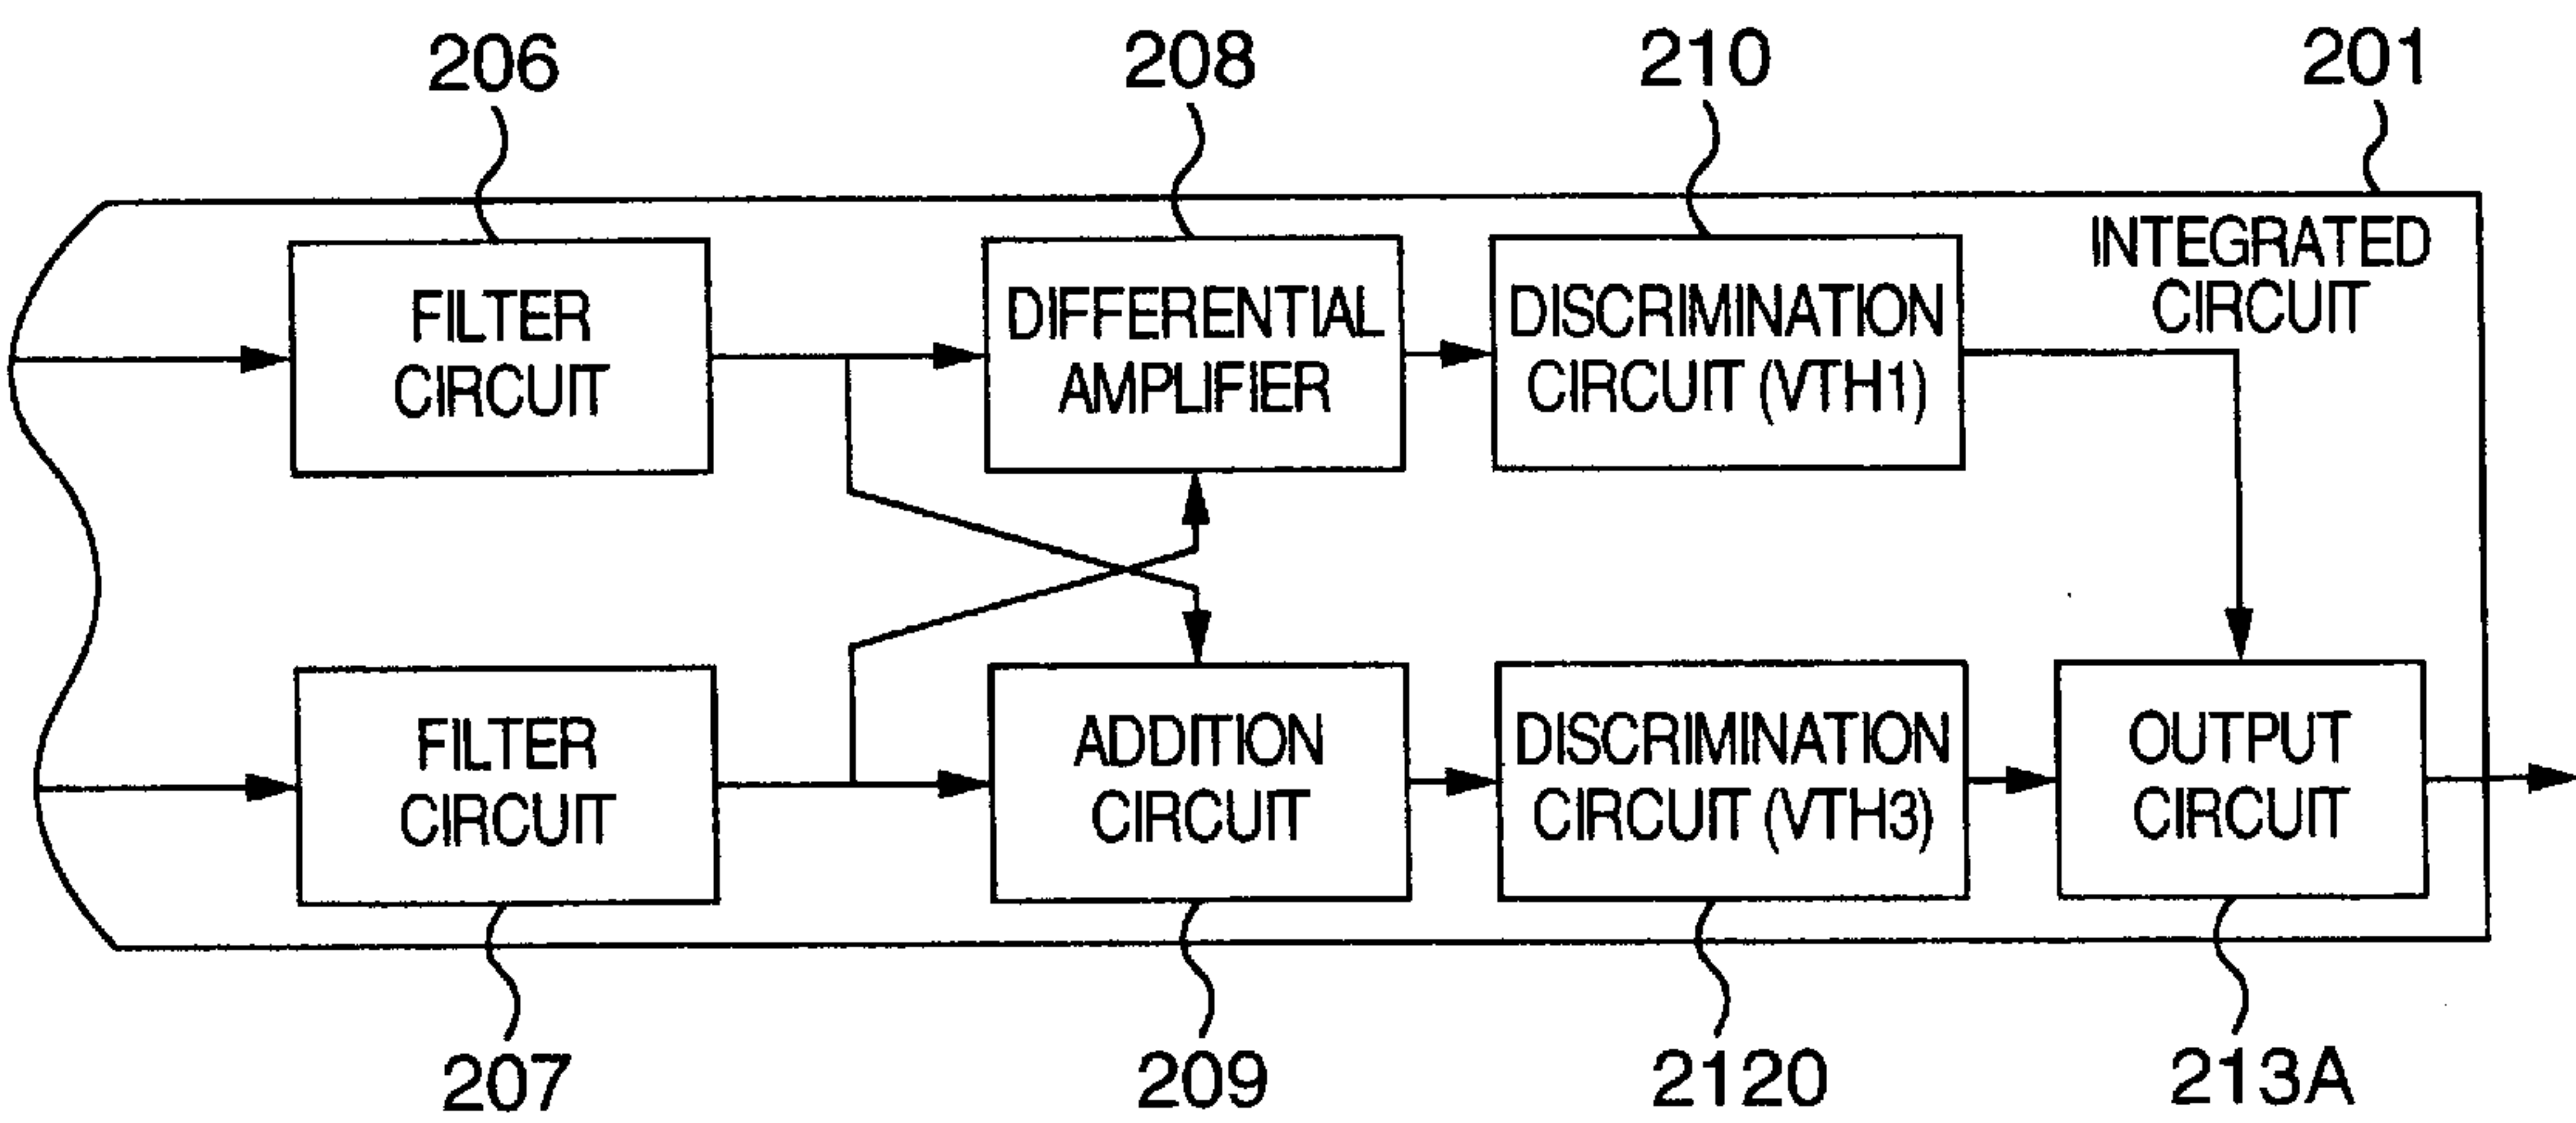 206
208
210
201
INTEGRATED
CIRCUIT
FILTER
CIRCUIT
DIFFERENTIAL
AMPLIFIER
DISCRIMINATION
CIRCUIT (VTH1)
FILTER
CIRCUIT
ADDITION
CIRCUIT
DISCRIMINATION
CIRCUIT (VTH3)
OUTPUT
CIRCUIT
207
209
2120
213A